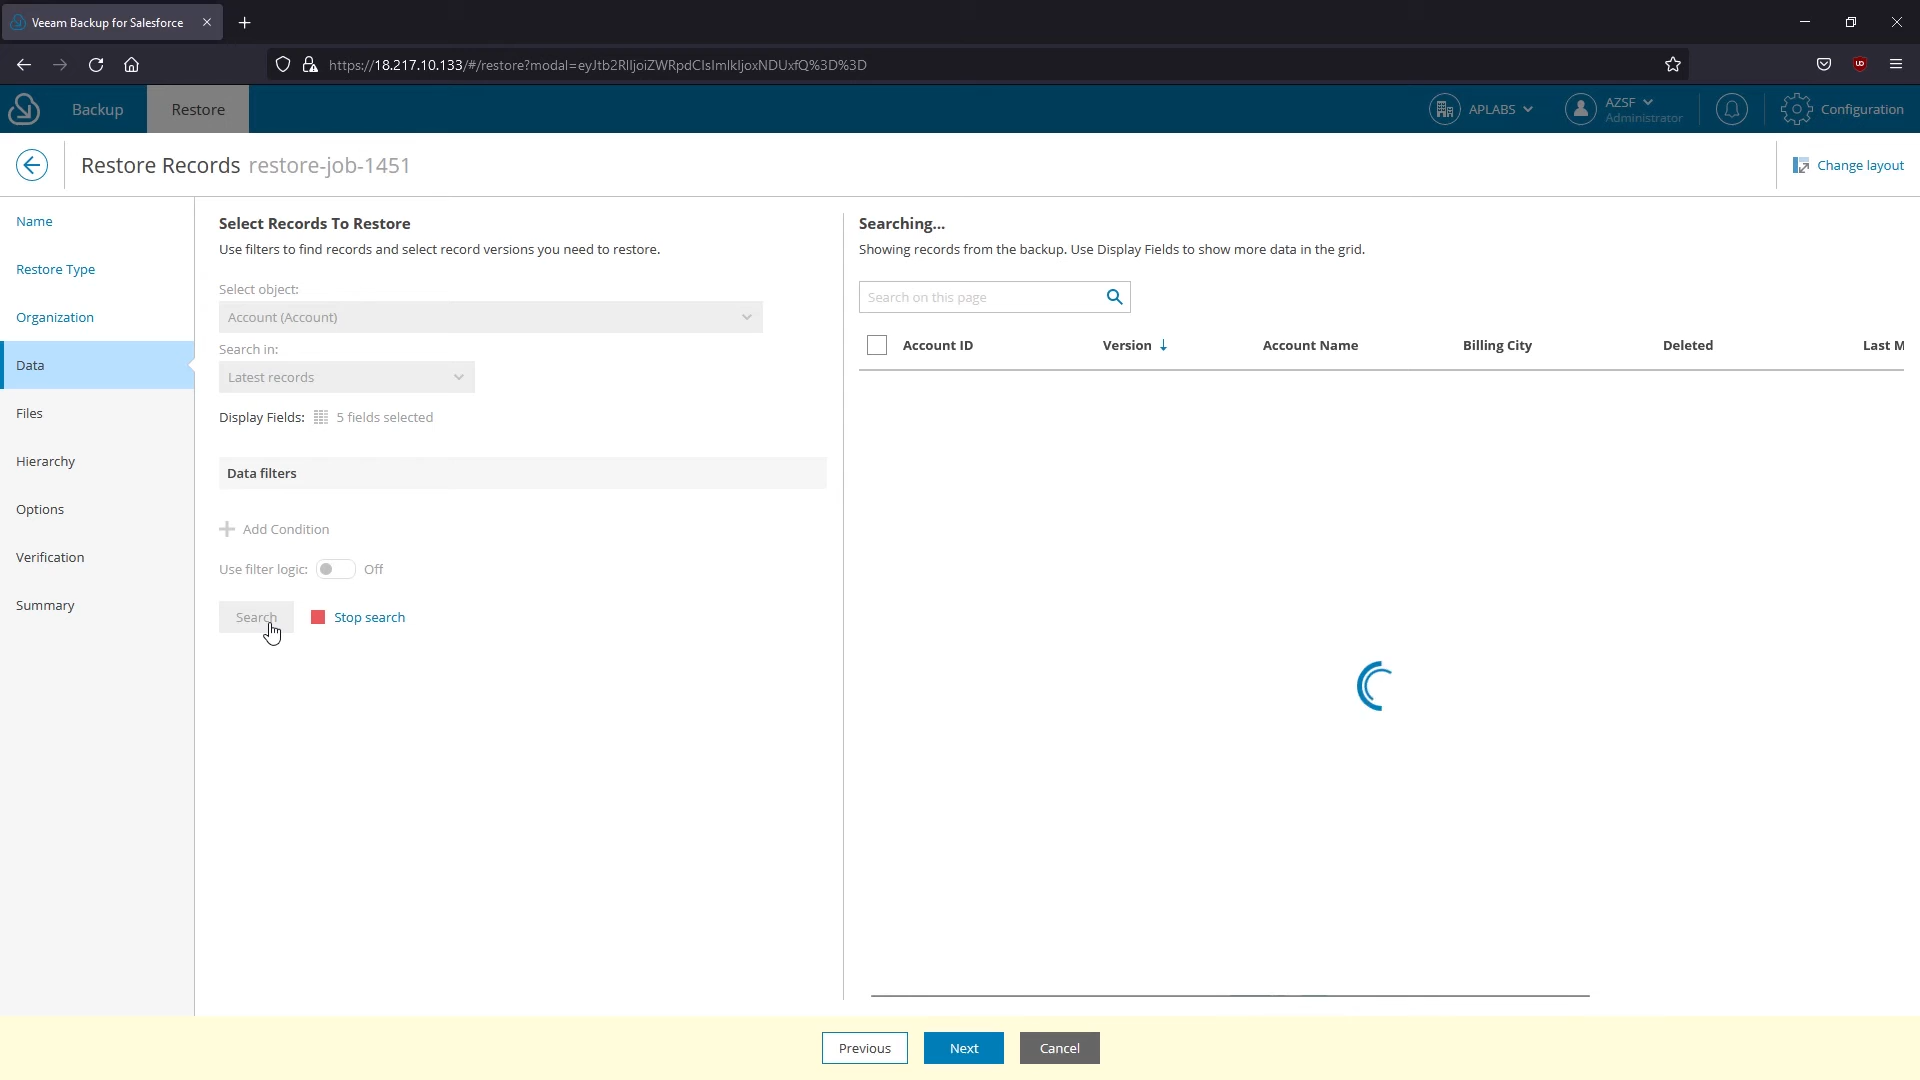 Veeam Backup for Salesforce
https://18.217.10.133/#/restore?modal=eyJtb2RlIjoiZWRpdCIsImlkIjoxNDUxfQ%3D%3D
Backup
Restore
APLABS
AZSF
Administrator
Configuration
Restore Records restore-job-1451
Change layout
Name
Restore Type
Organization
Data
Files
Hierarchy
Options
Verification
Summary
Select Records To Restore
Use filters to find records and select record versions you need to restore.
Select object:
Account (Account)
Search in:
Latest records
Display Fields: 5 fields selected
Data filters
Add Condition
Use filter logic: Off
Search
Stop search
Searching...
Showing records from the backup. Use Display Fields to show more data in the grid.
Search on this page
Account ID Version Account Name Billing City Deleted Last M
Previous
Next
Cancel